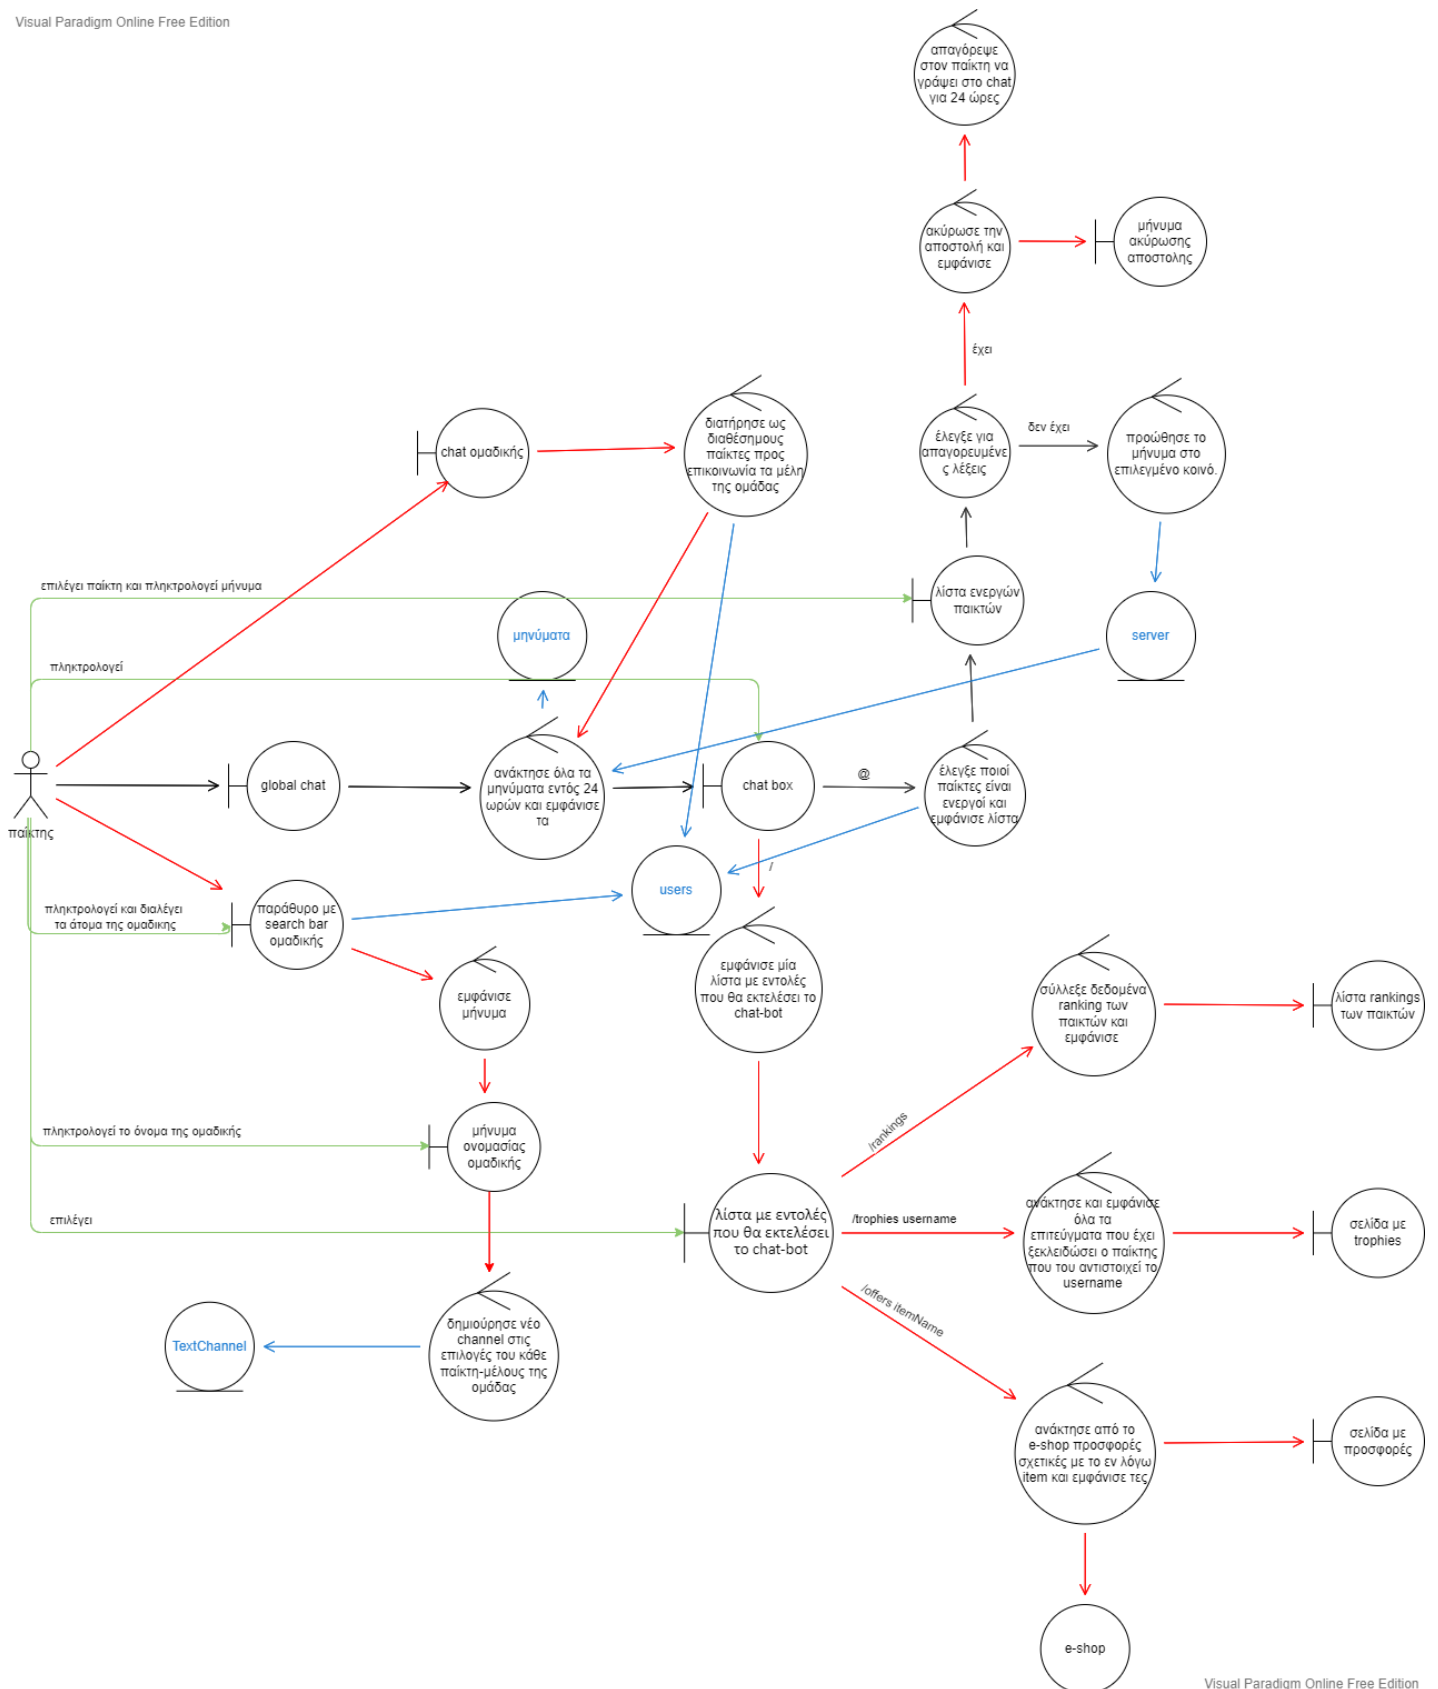 Visual Paradigm Online Free Edition
απαγόρεψε
στον παίκτη να
γράψει στο chat
για 24 ώρες
ακύρωσε την
αποστολή και
εμφάνισε
μήνυμα
ακύρωσης
αποστολης
έχει
chat ομαδικής
διατήρησε ως
διαθέσημους
παίκτες προς
επικοινωνία τα μέλη
της ομάδας
έλεγξε για
απαγορευμένε
ς λέξεις
δεν έχει
προώθησε το
μήνυμα στο
επιλεγμένο κοινό.
επιλέγει παίκτη και πληκτρολογεί μήνυμα
λίστα ενεργών
παικτών
μηνύματα
server
πληκτρολογεί
παίκτης
global chat
ανάκτησε όλα τα
μηνύματα εντός 24
ωρών και εμφάνισε
τα
chat box
@
έλεγξε ποιοί
παίκτες είναι
ενεργοί και
εμφάνισε λίστα
/
users
πληκτρολογεί και διαλέγει
τα άτομα της ομαδικης
παράθυρο με
search bar
ομαδικής
εμφάνισε
μήνυμα
εμφάνισε μία
λίστα με εντολές
που θα εκτελέσει το
chat-bot
σύλλεξε δεδομένα
ranking των
παικτών και
εμφάνισε
λίστα rankings
των παικτών
πληκτρολογεί το όνομα της ομαδικής
μήνυμα
ονομασίας
ομαδικής
/rankings
επιλέγει
λίστα με εντολές
που θα εκτελέσει
το chat-bot
/trophies username
ανάκτησε και εμφάνισε
όλα τα
επιτεύγματα που έχει
ξεκλειδώσει ο παίκτης
που του αντιστοιχεί το
username
σελίδα με
trophies
/offers itemName
TextChannel
δημιούρησε νέο
channel στις
επιλογές του κάθε
παίκτη-μέλους της
ομάδας
ανάκτησε από το
e-shop προσφορές
σχετικές με το εν λόγω
item και εμφάνισε τες
σελίδα με
προσφορές
e-shop
Visual Paradigm Online Free Edition